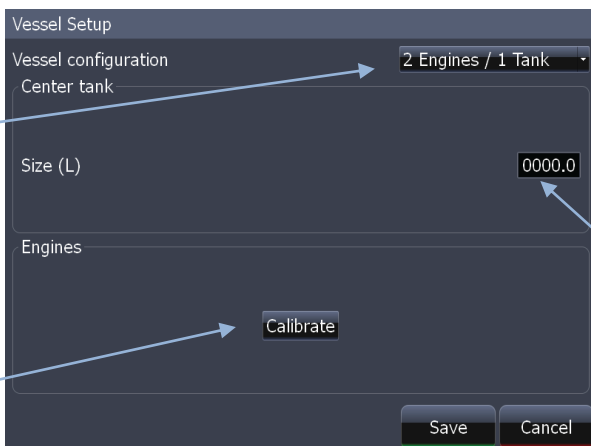 Vessel Setup
Vessel configuration 2 Engines / 1 Tank
Center tank
Size (L) 0000.0
Engines
Calibrate
Save Cancel